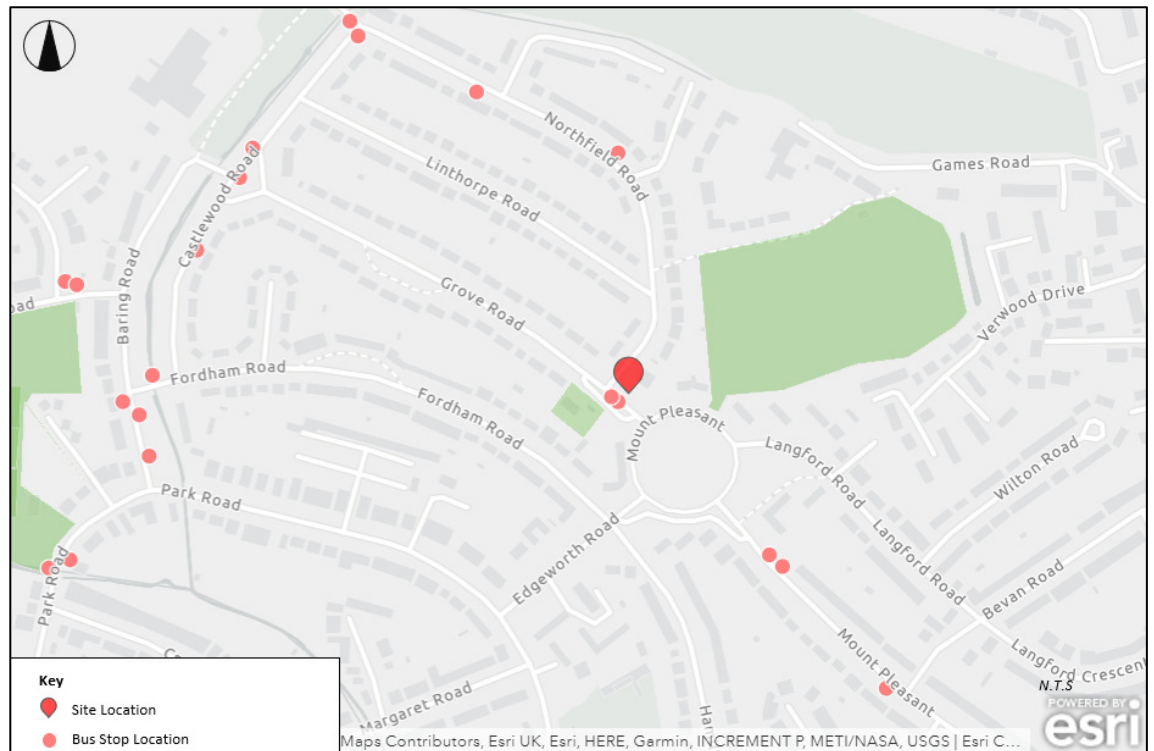 Northfield Road
Games Road
Linthorpe Road
Castlewood Road
Baring Road
Grove Road
Verwood Drive
Fordham Road
Fordham Road
Mount Pleasant
Langford Road
Wilton Road
Park Road
Edgeworth Road
Langford Road
Bevan Road
Park Road
Mount Pleasant
Langford Crescent
Margaret Road
Key
Site Location
Bus Stop Location
N.T.S
POWERED BY
esri
Maps Contributors, Esri UK, Esri, HERE, Garmin, INCREMENT P, METI/NASA, USGS | Esri C...